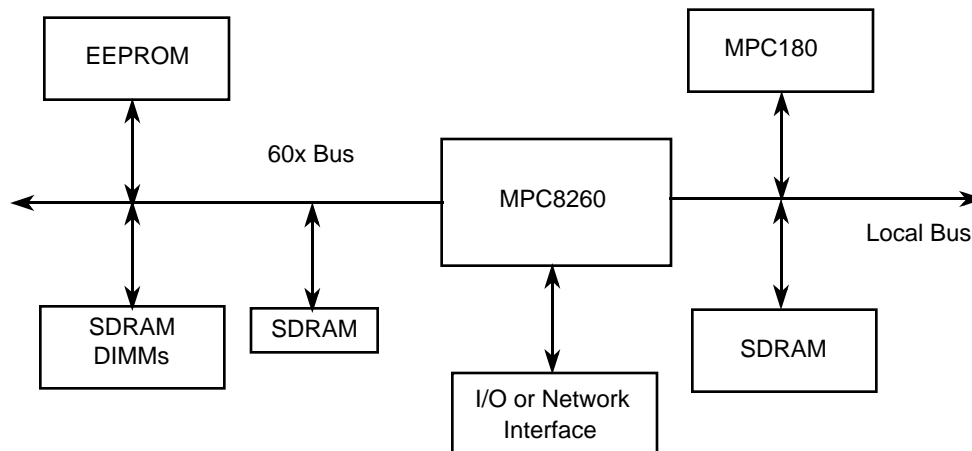 EEPROM
MPC180
60x Bus
MPC8260
Local Bus
SDRAM
DIMMs
SDRAM
SDRAM
I/O or Network
Interface